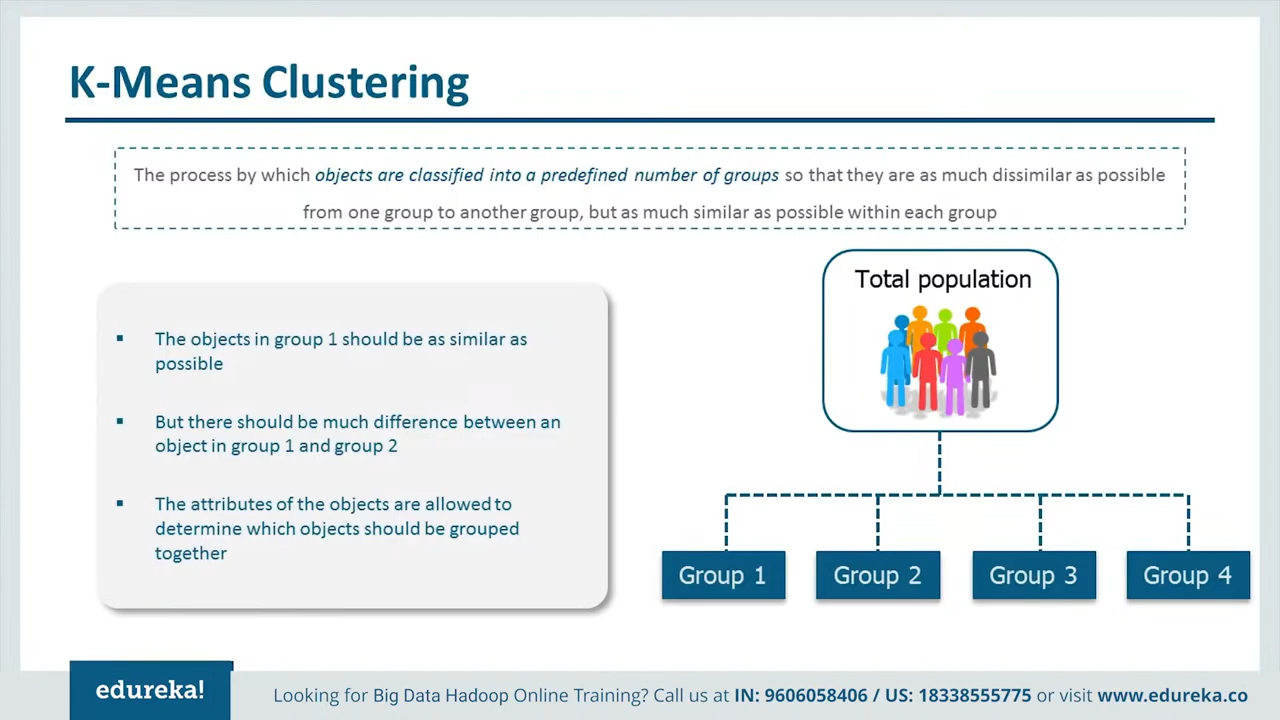 K-Means Clustering
The process by which objects are classified into a predefined number of groups so that they are as much dissimilar as possible
from one group to another group, but as much similar as possible within each group
Total population
▪ The objects in group 1 should be as similar as
possible
▪ But there should be much difference between an
object in group 1 and group 2
▪ The attributes of the objects are allowed to
determine which objects should be grouped
together
Group 1
Group 2
Group 3
Group 4
edureka!
Looking for Big Data Hadoop Online Training? Call us at IN: 9606058406 / US: 18338555775 or visit www.edureka.co